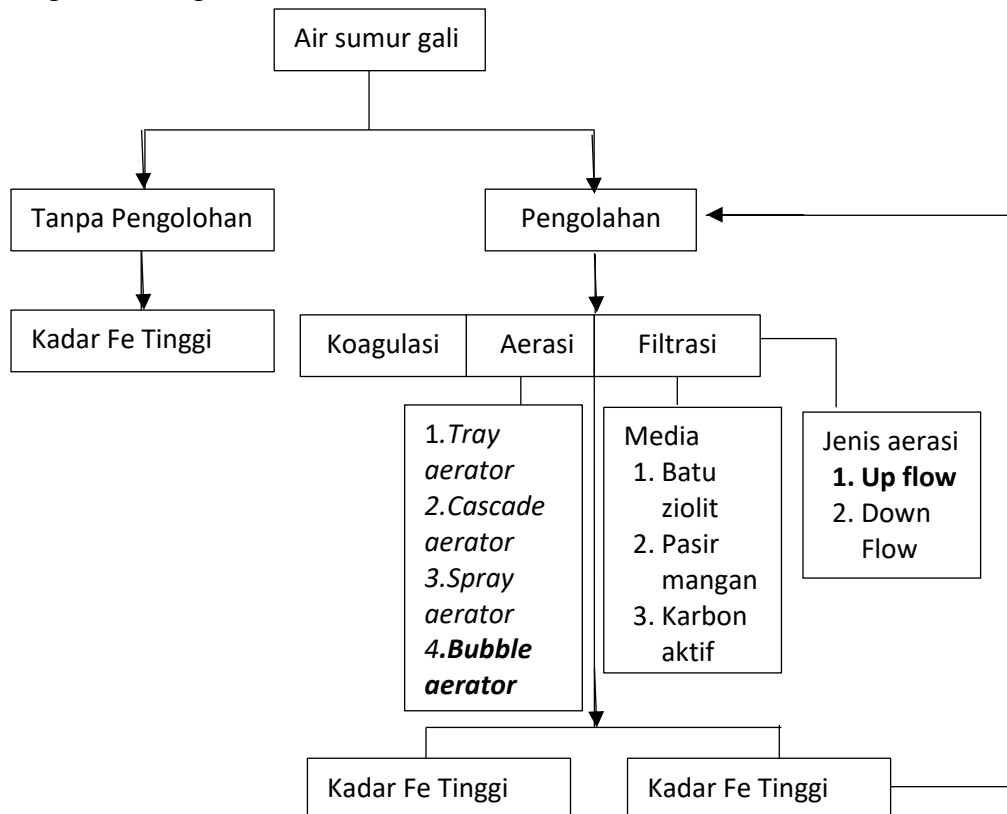 Air sumur gali
Tanpa Pengolohan
Pengolahan
Kadar Fe Tinggi
Koagulasi
Aerasi
Filtrasi
1.Tray
aerator
2.Cascade
aerator
3.Spray
aerator
4.Bubble
aerator
Media
1. Batu
ziolit
2. Pasir
mangan
3. Karbon
aktif
Jenis aerasi
1. Up flow
2. Down
Flow
Kadar Fe Tinggi
Kadar Fe Tinggi